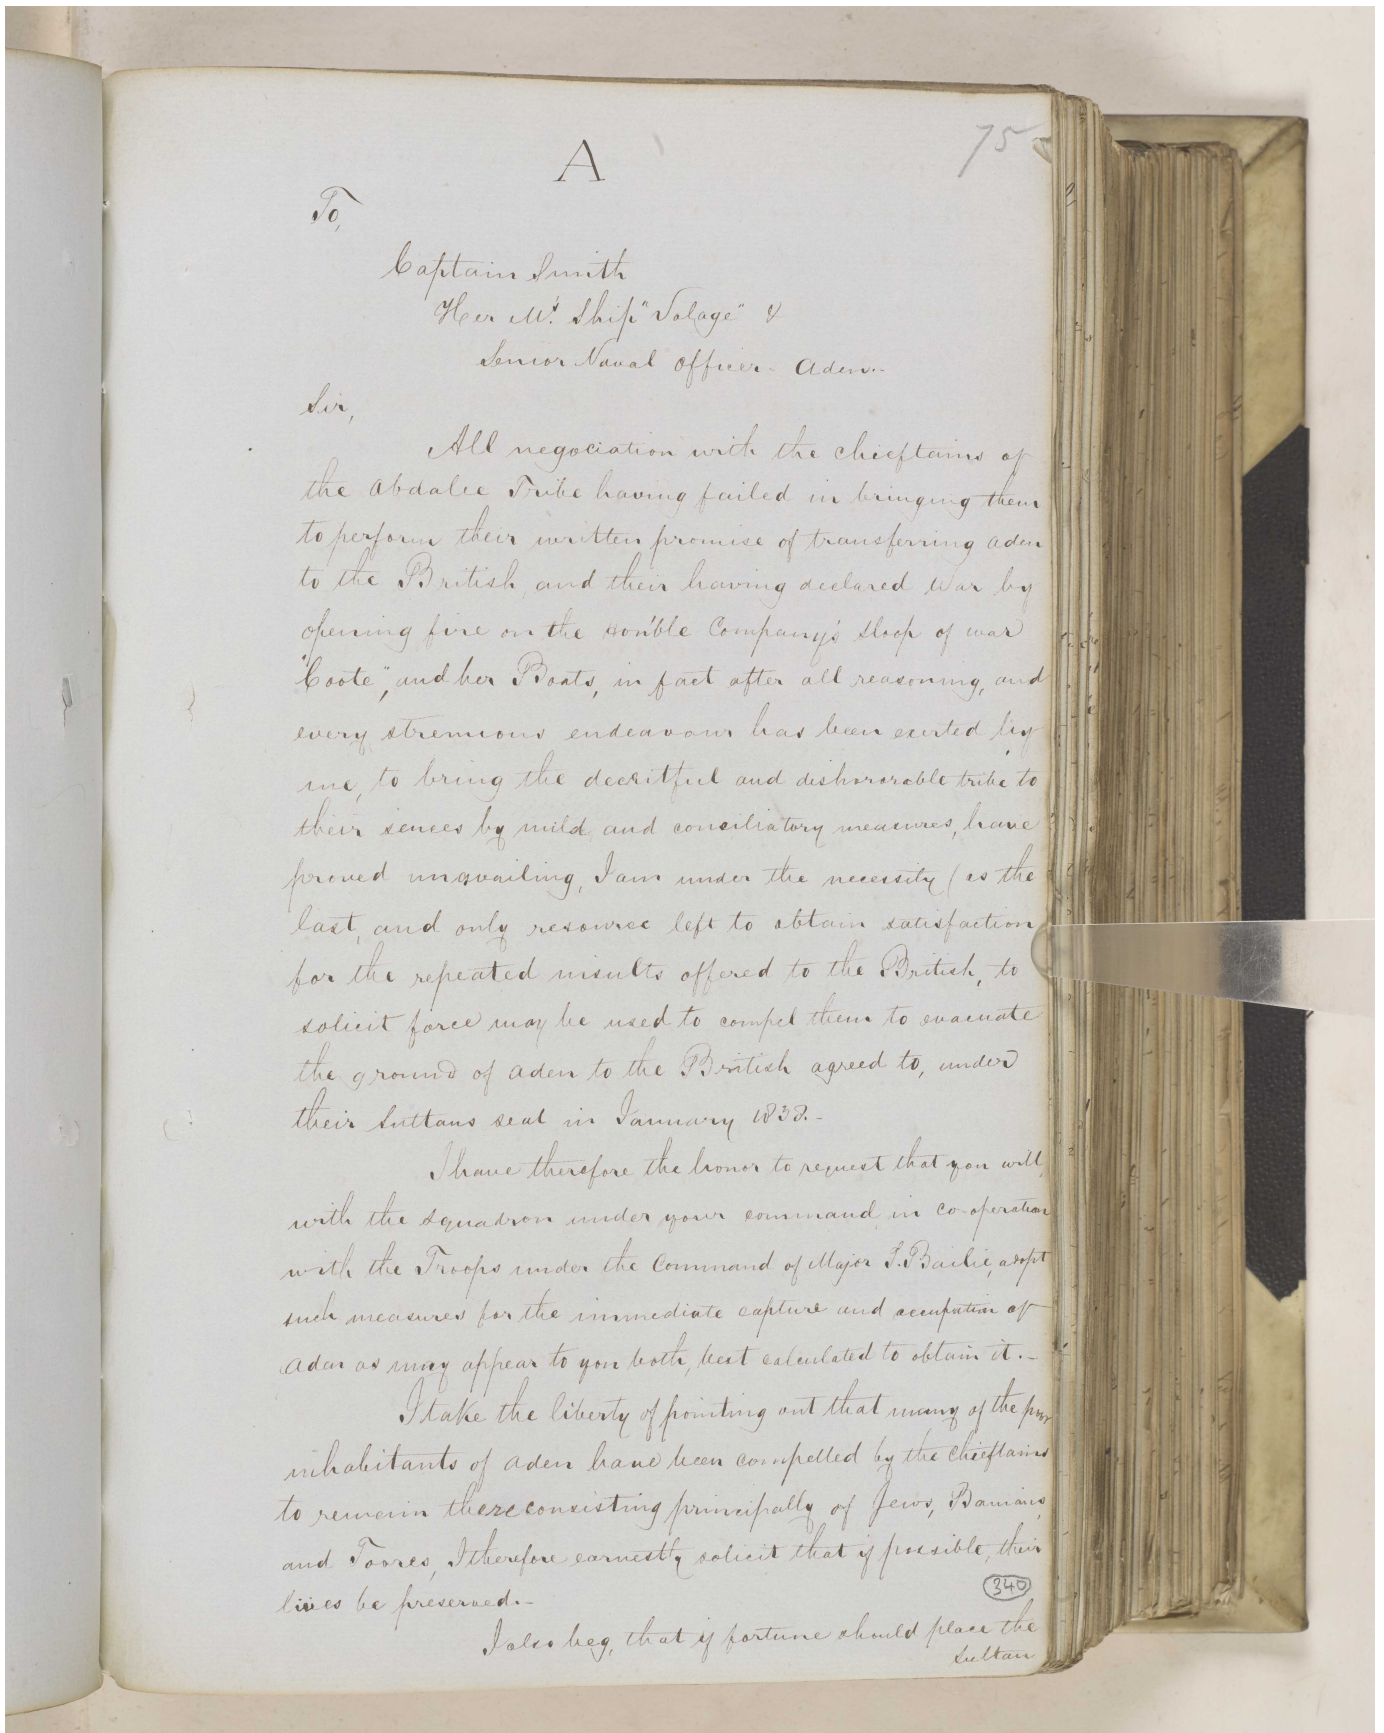 75
A
To,
Captain Smith
Her M's. Ship "Volage" &
Senior Naval Officer - Aden..
Sir,
All negociation with the chieftains of
the Abdalee Tribe having failed in bringing them
to perform their written promise of transferring Aden
to the British, and their having declared war by
opening fire on the Hon'ble Company's Sloop of war
"Coote", and her Boats, in fact after all reasoning, and
every strenuous endeavour has been exerted by
me, to bring the deceitful and dishonorable tribe to
their sences by mild and conciliatory measures, have
proved unavailing, I am under the necessity (as the
last, and only resource left to obtain satisfaction
for the repeated insults offered to the British, to
solicit force may be used to compel them to evacuate
the ground of Aden to the British agreed to, under
their Sultans seal in January 1838.-
I have therefore the honor to request that you will,
with the squadron under your command in co-operation
with the Troops under the Command of Major T. Bailie, adopt
such measures for the immediate capture and occupation of
Aden as may appear to you both, best calculated to obtain it.-
I take the liberty of pointing out that many of the poor
inhabitants of Aden have been compelled by the Chieftains
to remain there consisting principally of Jews, Banians,
and Toores, I therefore earnestly solicit that if possible, their
lives be preserved.-
340
I also beg, that if fortune should place the
Sultan